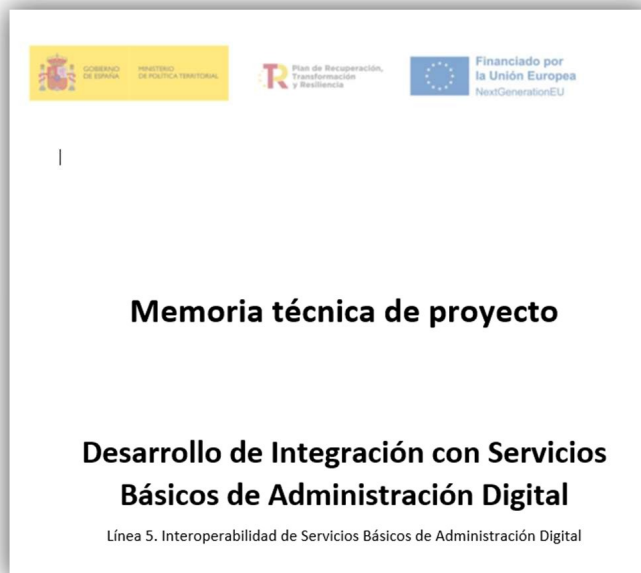 GOBIERNO
DE ESPAÑA
MINISTERIO
DE POLÍTICA TERRITORIAL
Plan de Recuperación,
Transformación
y Resiliencia
Financiado por
la Unión Europea
NextGenerationEU
Memoria técnica de proyecto
Desarrollo de Integración con Servicios
Básicos de Administración Digital
Línea 5. Interoperabilidad de Servicios Básicos de Administración Digital